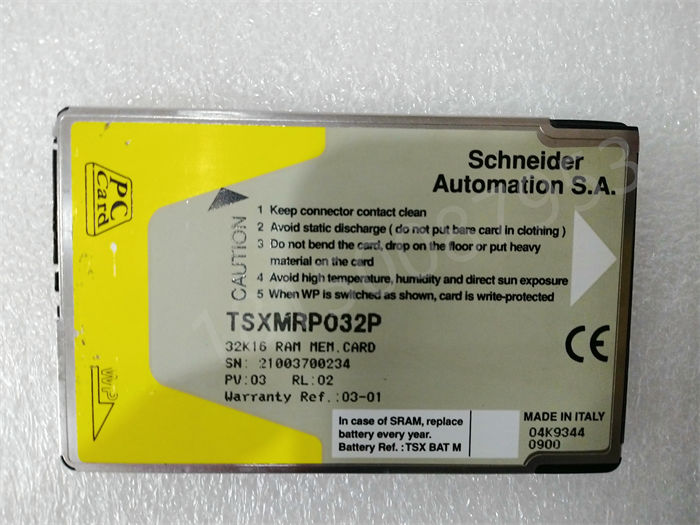 PC
Card
Schneider
Automation S.A.
CAUTION
1 Keep connector contact clean
2 Avoid static discharge ( do not put bare card in clothing )
3 Do not bend the card, drop on the floor or put heavy
material on the card
4 Avoid high temperature, humidity and direct sun exposure
5 When WP is switched as shown, card is write-protected
TSXMRP032P
32K16 RAM MEM.CARD
SN: 21003700234
PV:03 RL:02
Warranty Ref.:03-01
WP
CE
In case of SRAM, replace
battery every year.
Battery Ref. : TSX BAT M
MADE IN ITALY
04K9344
0900